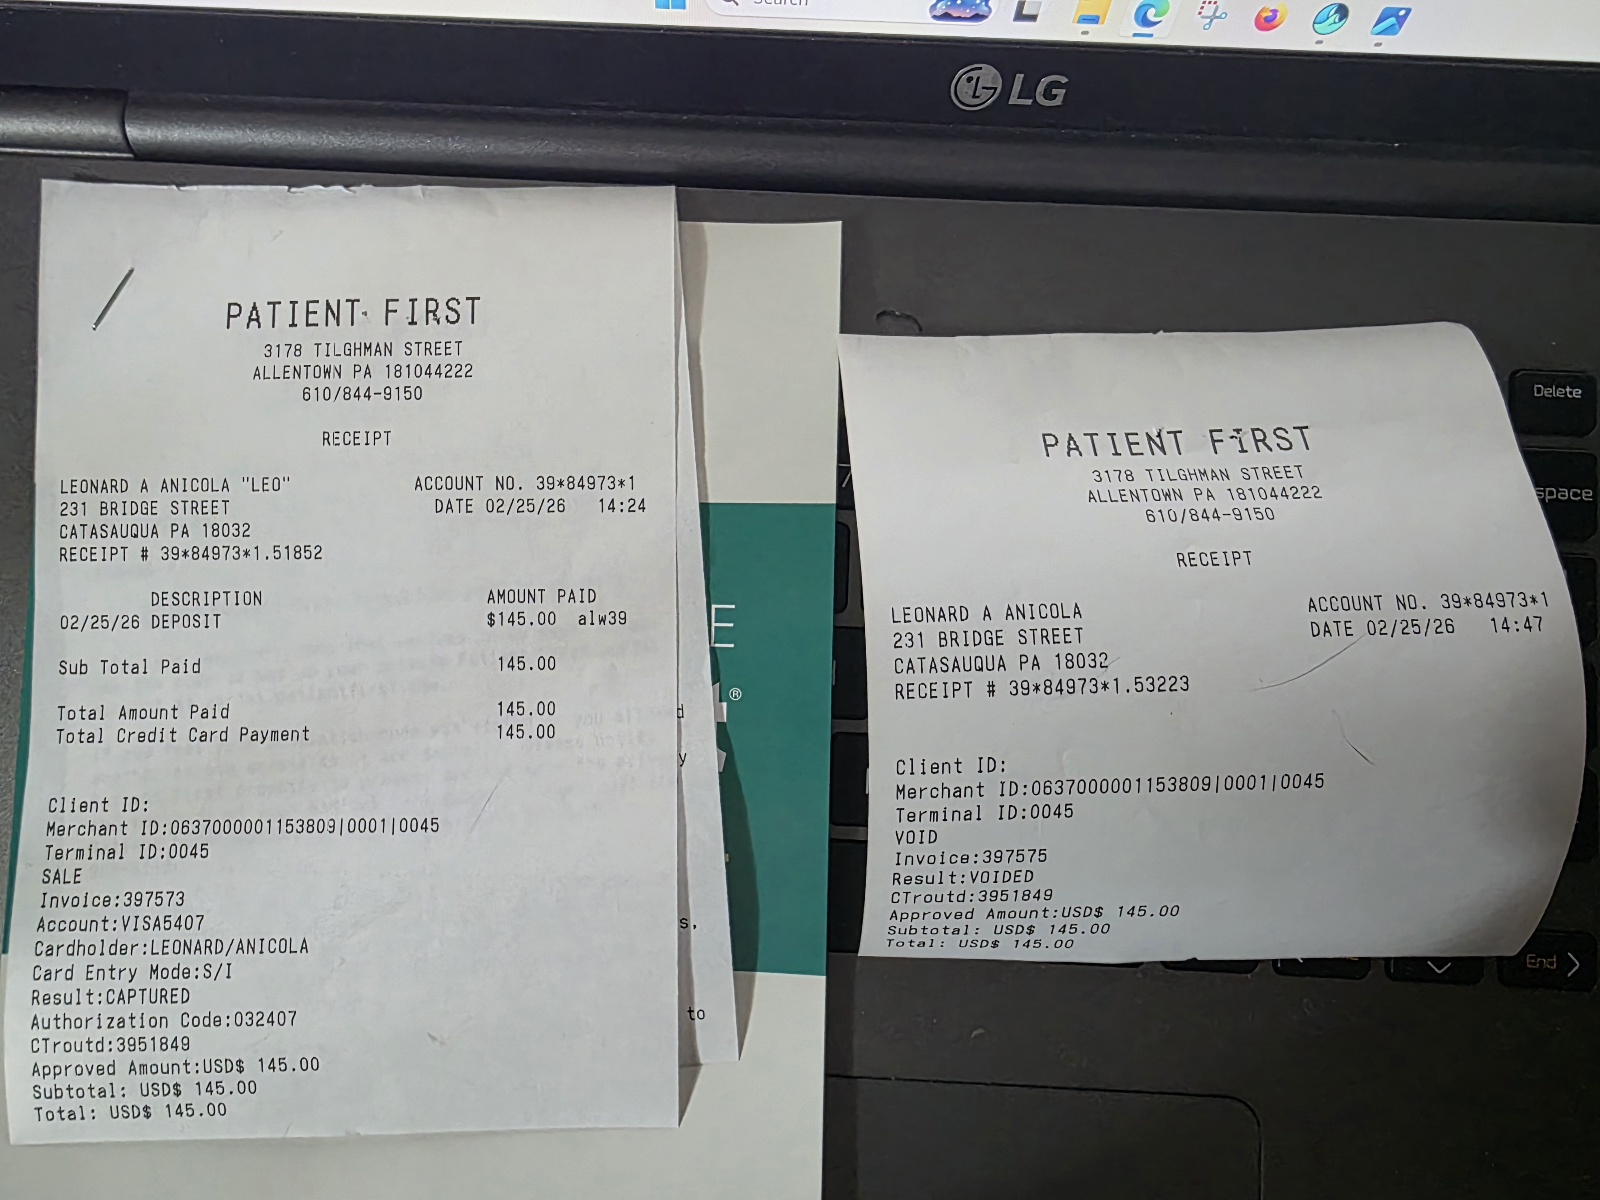 Search
LG
PATIENT FIRST
3178 TILGHMAN STREET
ALLENTOWN PA 181044222
610/844-9150
RECEIPT
LEONARD A ANICOLA "LEO" ACCOUNT NO. 39*84973*1
231 BRIDGE STREET DATE 02/25/26 14:24
CATASAUQUA PA 18032
RECEIPT # 39*84973*1.51852
DESCRIPTION AMOUNT PAID
02/25/26 DEPOSIT $145.00 alw39
Sub Total Paid 145.00
Total Amount Paid 145.00
Total Credit Card Payment 145.00
Client ID:
Merchant ID:0637000001153809|0001|0045
Terminal ID:0045
SALE
Invoice:397573
Account:VISA5407
Cardholder:LEONARD/ANICOLA
Card Entry Mode:S/I
Result:CAPTURED
Authorization Code:032407
CTroutd:3951849
Approved Amount:USD$ 145.00
Subtotal: USD$ 145.00
Total: USD$ 145.00
E
®
d
y
s,
to
PATIENT FIRST
3178 TILGHMAN STREET
ALLENTOWN PA 181044222
610/844-9150
RECEIPT
LEONARD A ANICOLA ACCOUNT NO. 39*84973*1
231 BRIDGE STREET DATE 02/25/26 14:47
CATASAUQUA PA 18032
RECEIPT # 39*84973*1.53223
Client ID:
Merchant ID:0637000001153809|0001|0045
Terminal ID:0045
VOID
Invoice:397575
Result:VOIDED
CTroutd:3951849
Approved Amount:USD$ 145.00
Subtotal: USD$ 145.00
Total: USD$ 145.00
Delete
space
End
7